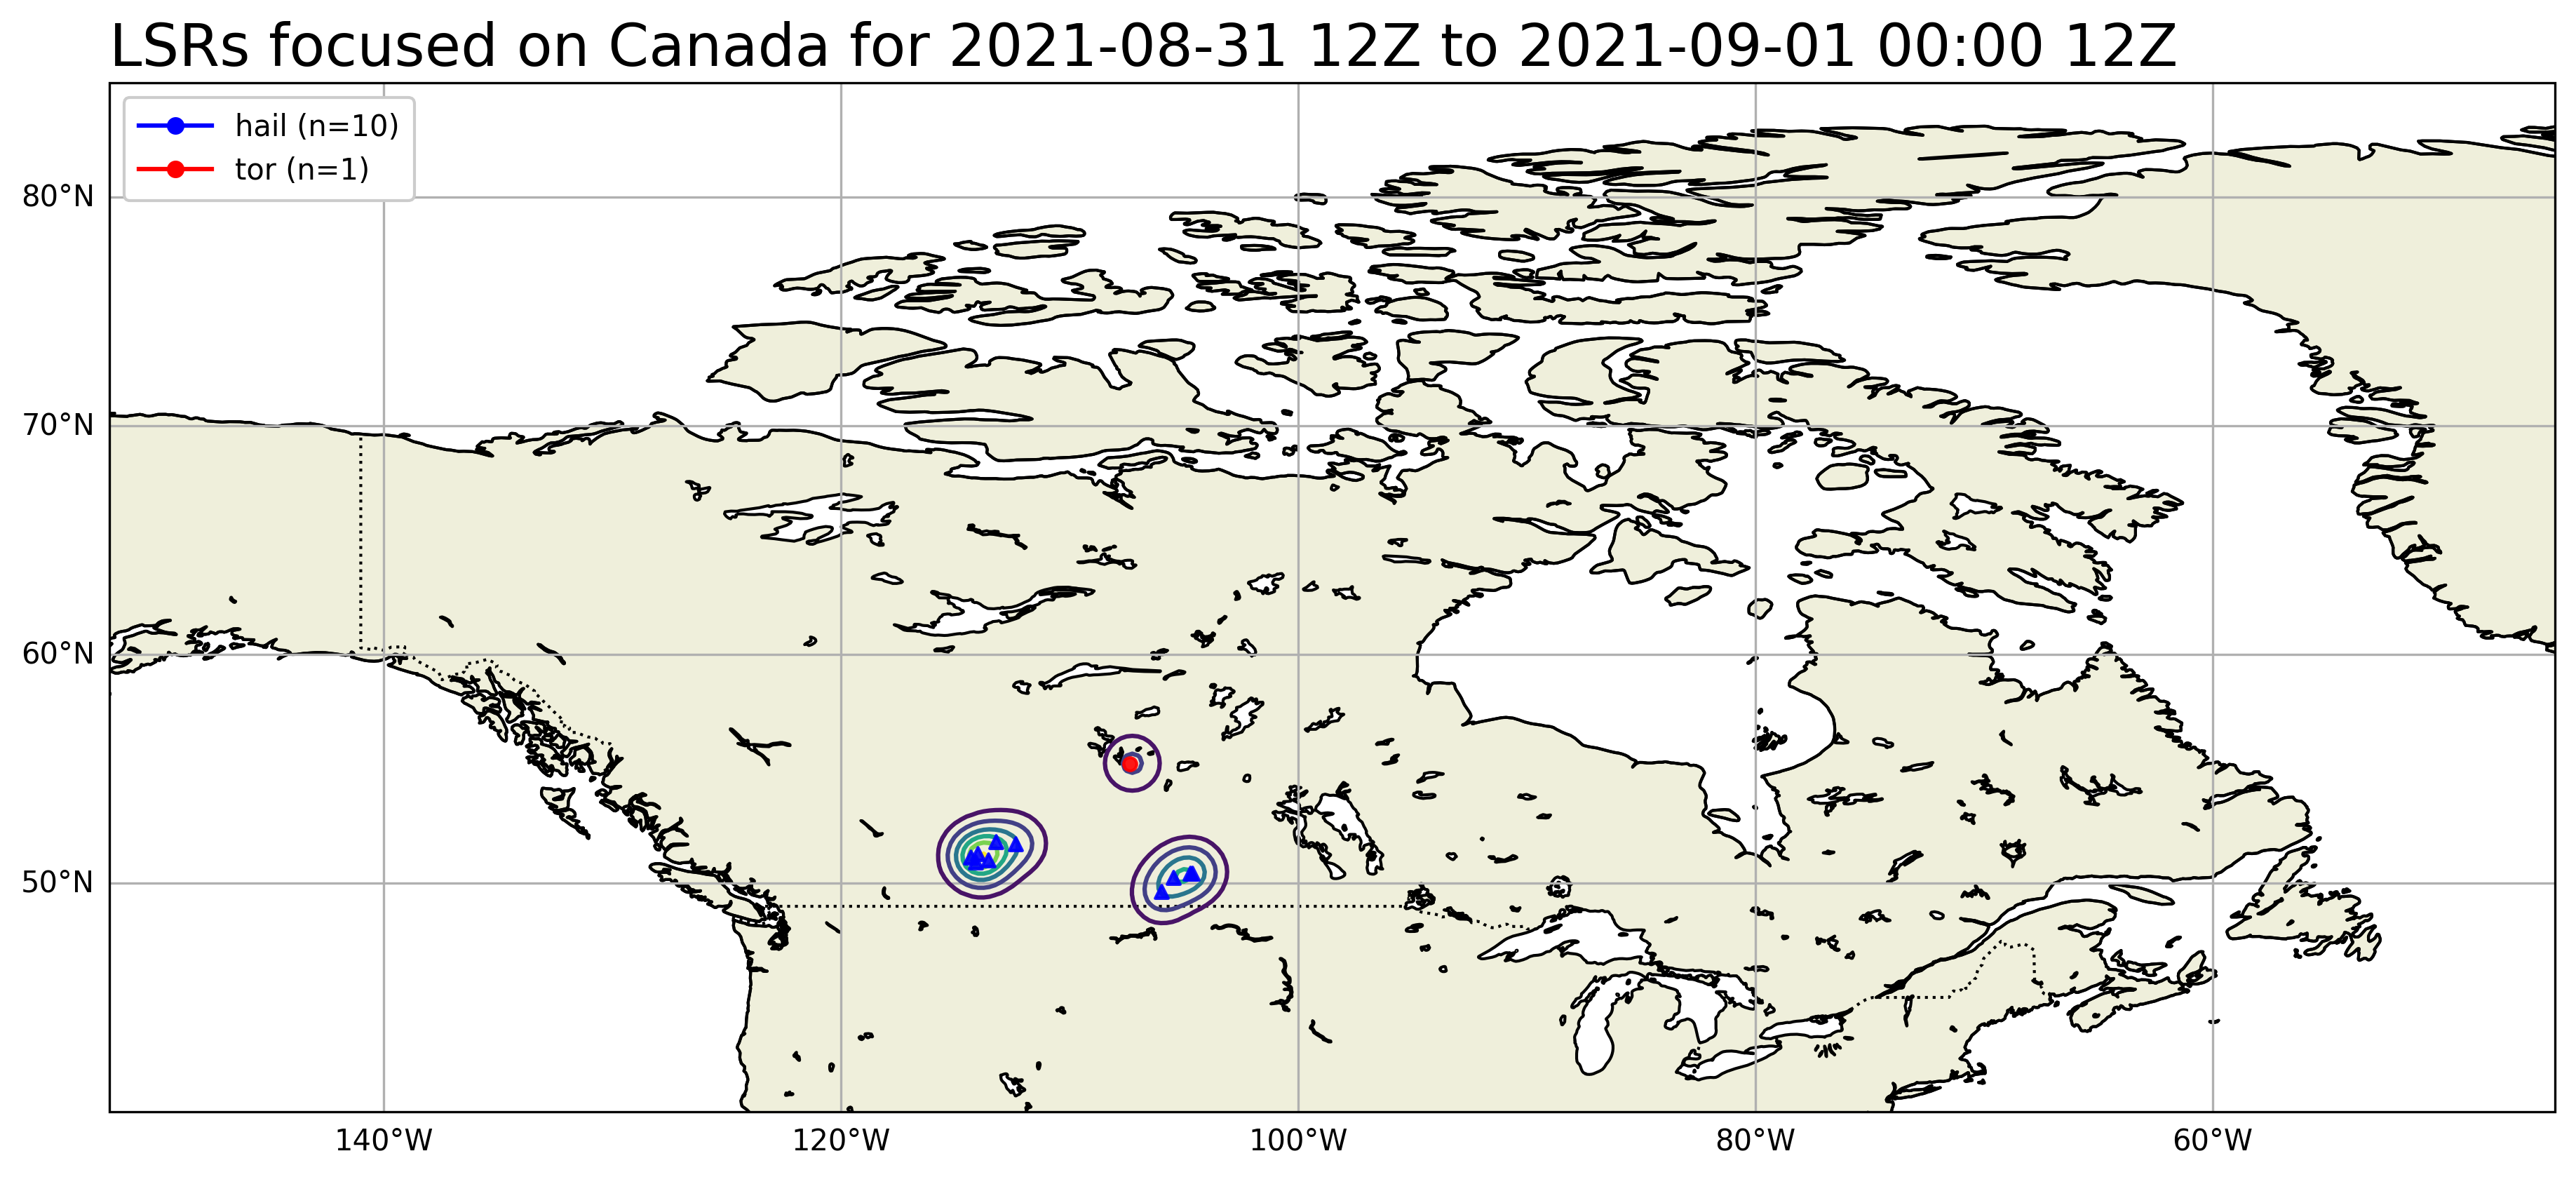 LSRs focused on Canada for 2021-08-31 12Z to 2021-09-01 00:00 12Z
hail (n=10)
tor (n=1)
80°N
70°N
60°N
50°N
140°W
120°W
100°W
80°W
60°W